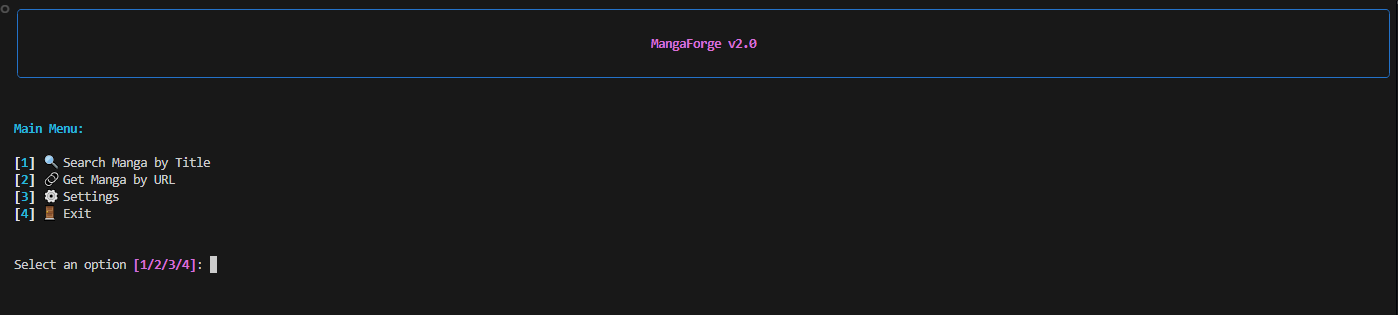 MangaForge v2.0
Main Menu:
[1] 🔍 Search Manga by Title
[2] 🔗 Get Manga by URL
[3] ⚙️ Settings
[4] 🚪 Exit
Select an option [1/2/3/4]: